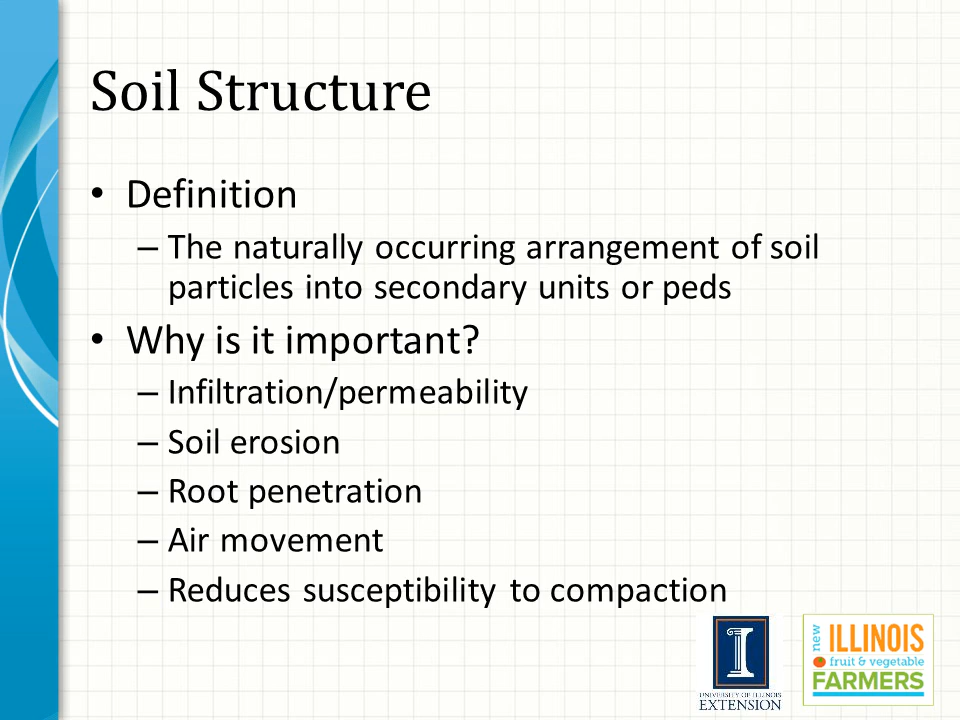 Soil Structure
• Definition
– The naturally occurring arrangement of soil
particles into secondary units or peds
• Why is it important?
– Infiltration/permeability
– Soil erosion
– Root penetration
– Air movement
– Reduces susceptibility to compaction
I
UNIVERSITY OF ILLINOIS
EXTENSION
new
ILLINOIS
fruit & vegetable
FARMERS